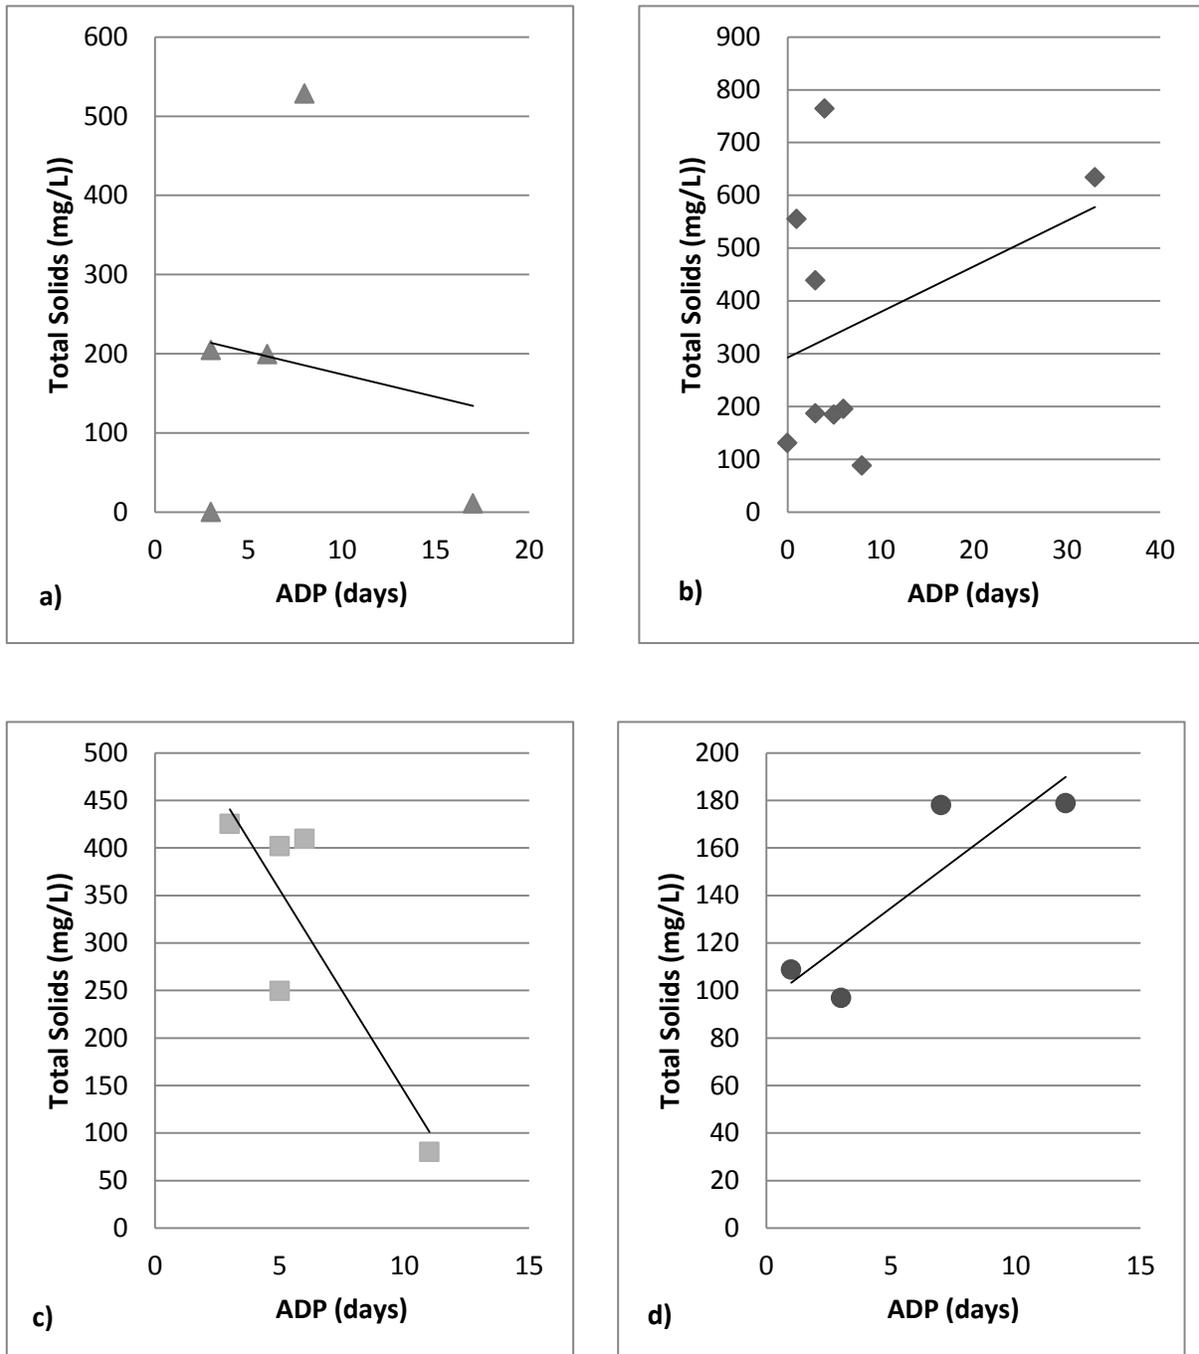 600
500
400
300
200
100
0
Total Solids (mg/L))
0 5 10 15 20
ADP (days)
a)
900
800
700
600
500
400
300
200
100
0
Total Solids (mg/L))
0 10 20 30 40
ADP (days)
b)
500
450
400
350
300
250
200
150
100
50
0
Total Solids (mg/L))
0 5 10 15
ADP (days)
c)
200
180
160
140
120
100
80
60
40
20
0
Total Solids (mg/L))
0 5 10 15
ADP (days)
d)